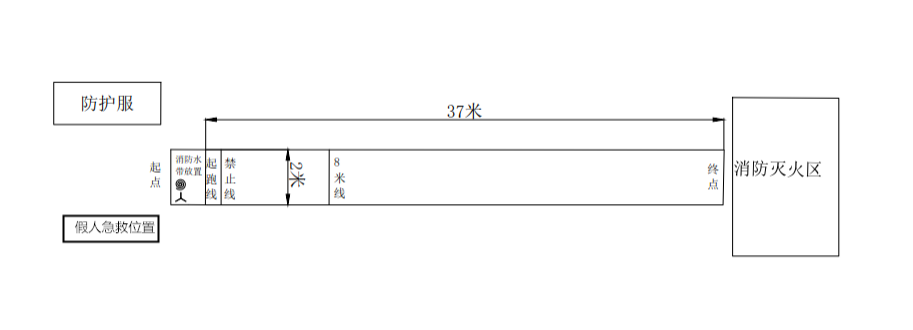 37米
防护服
起点
消防水
带放置
起跑线
禁止线
2米
8米线
终点
消防灭火区
假人急救位置